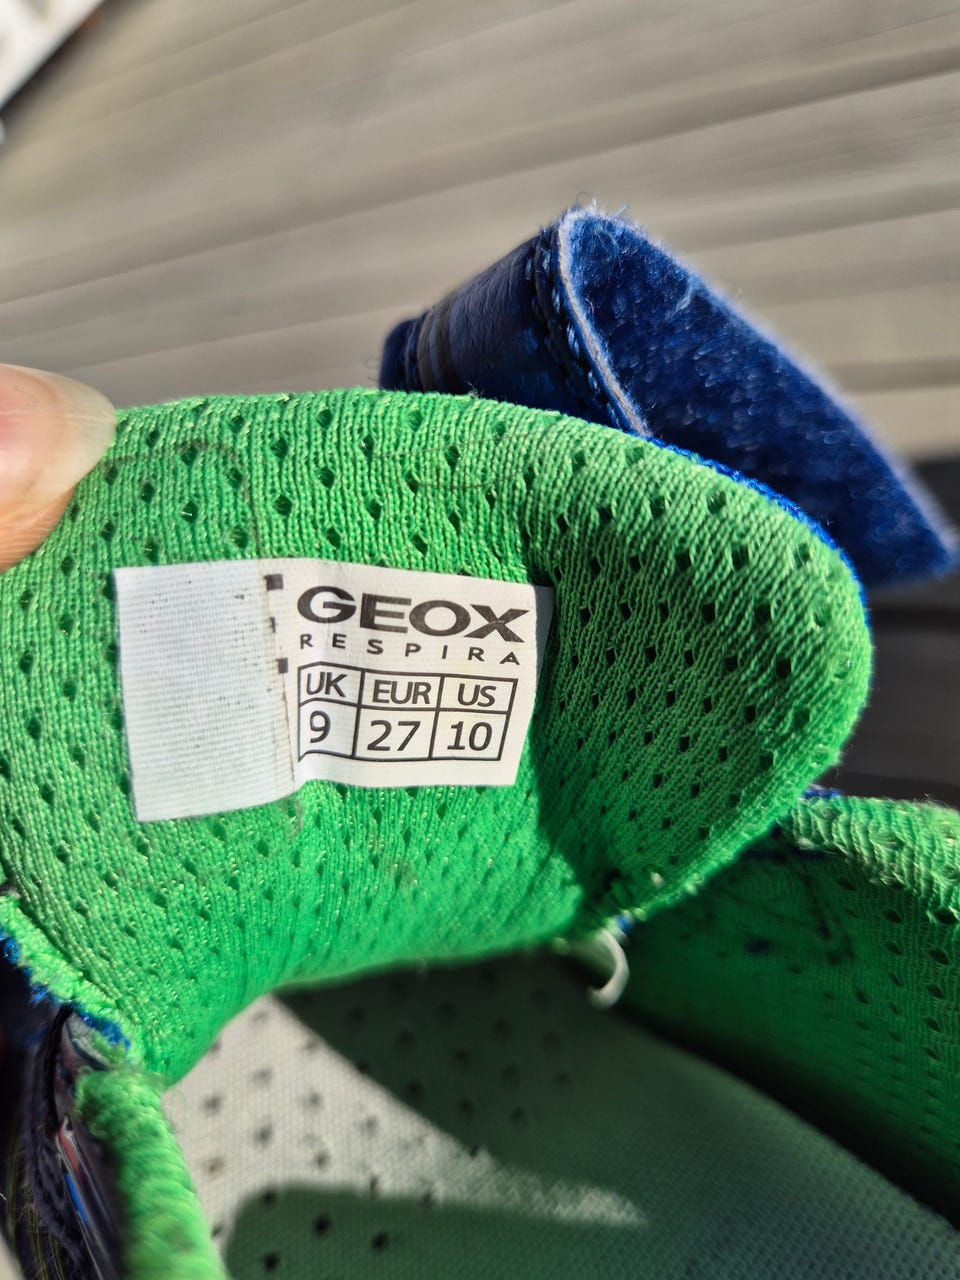 GEOX
RESPIRA
UK EUR US
9 27 10